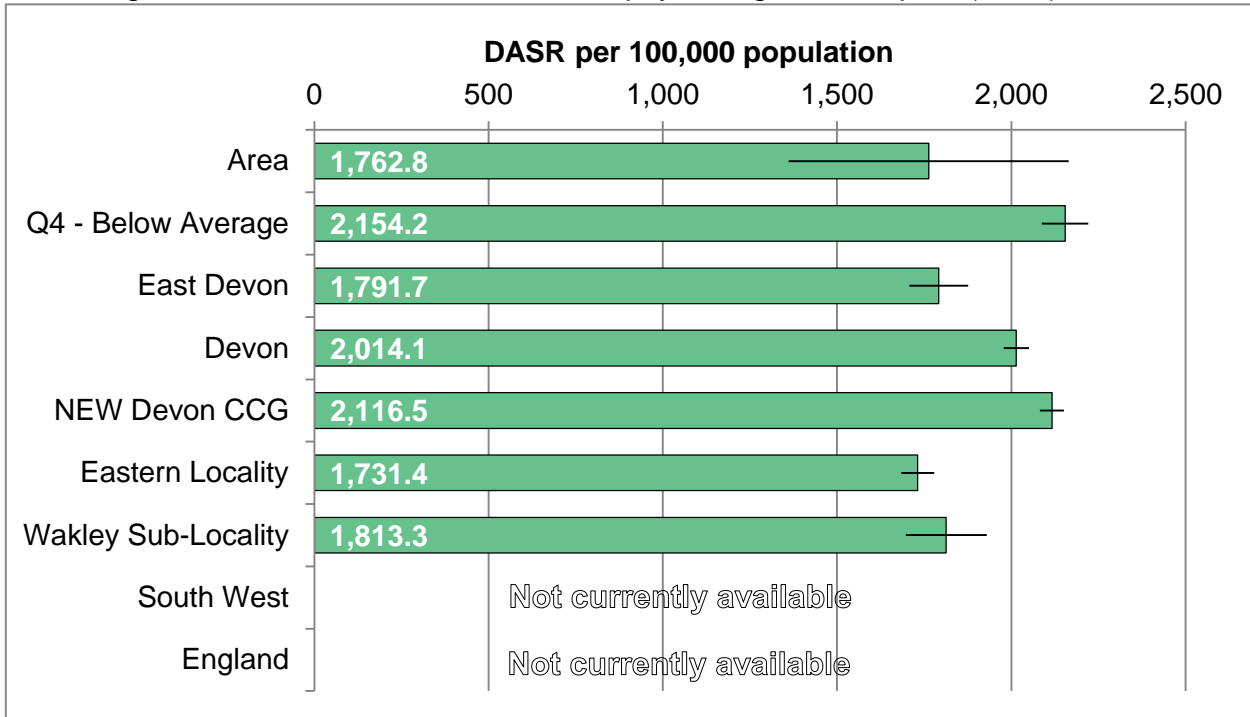 DASR per 100,000 population
0 500 1,000 1,500 2,000 2,500
Area 1,762.8
Q4 - Below Average 2,154.2
East Devon 1,791.7
Devon 2,014.1
NEW Devon CCG 2,116.5
Eastern Locality 1,731.4
Wakley Sub-Locality 1,813.3
South West Not currently available
England Not currently available